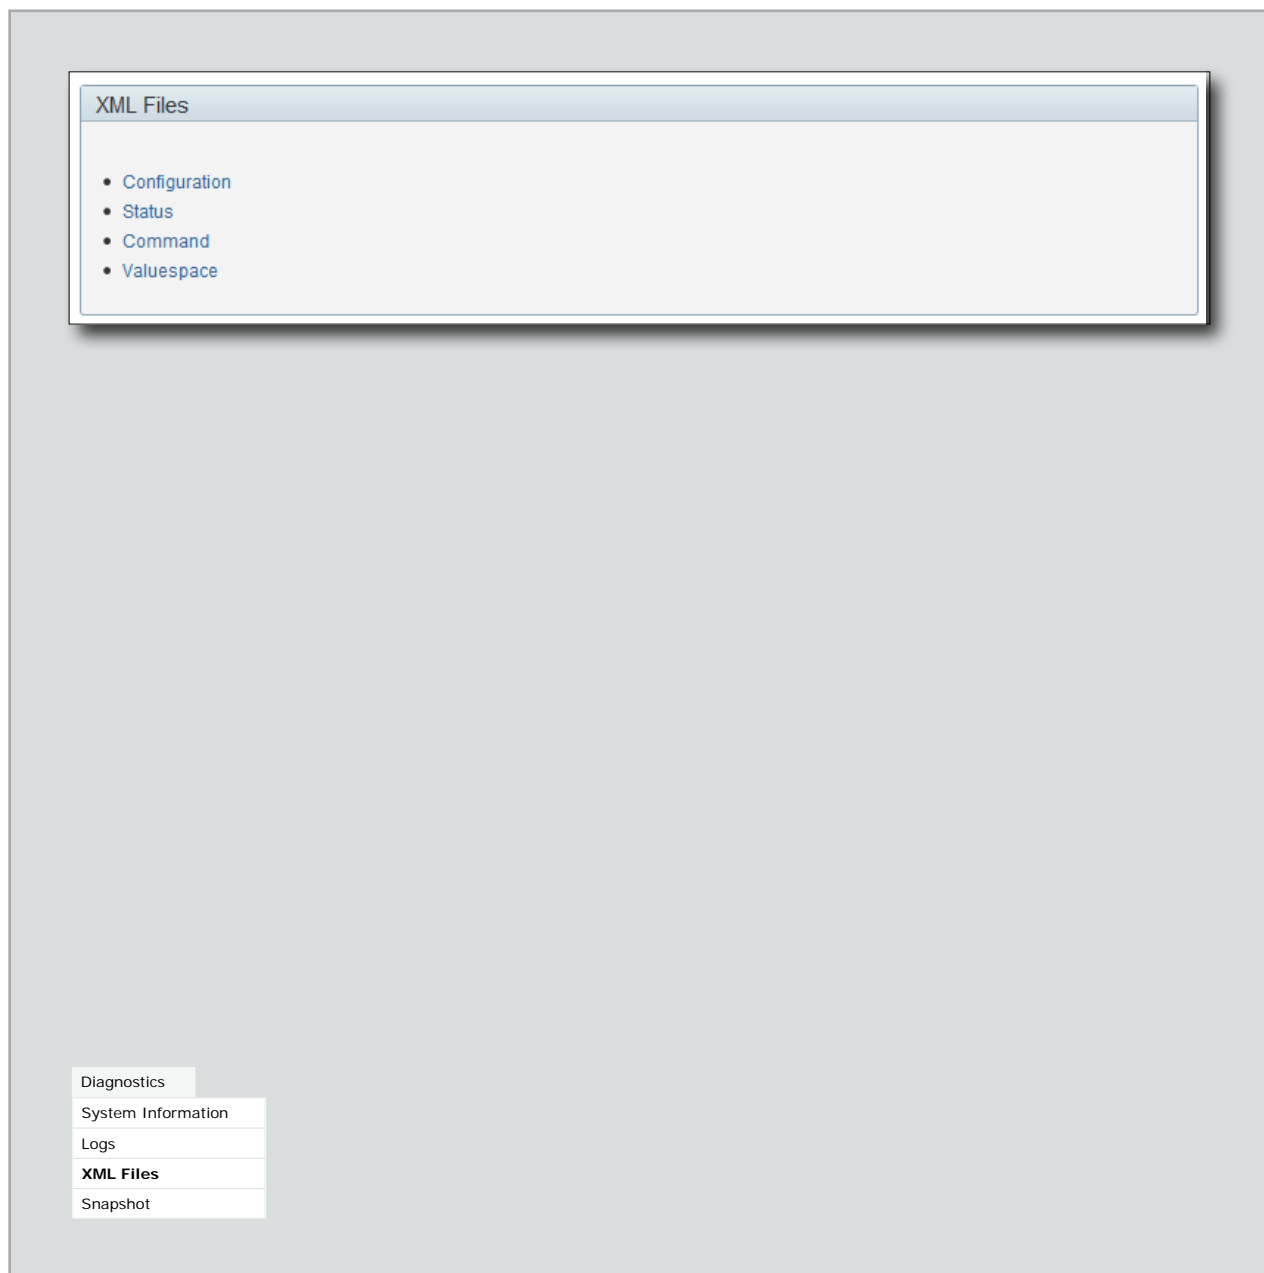 XML Files
Configuration
Status
Command
Valuespace
Diagnostics
System Information
Logs
XML Files
Snapshot